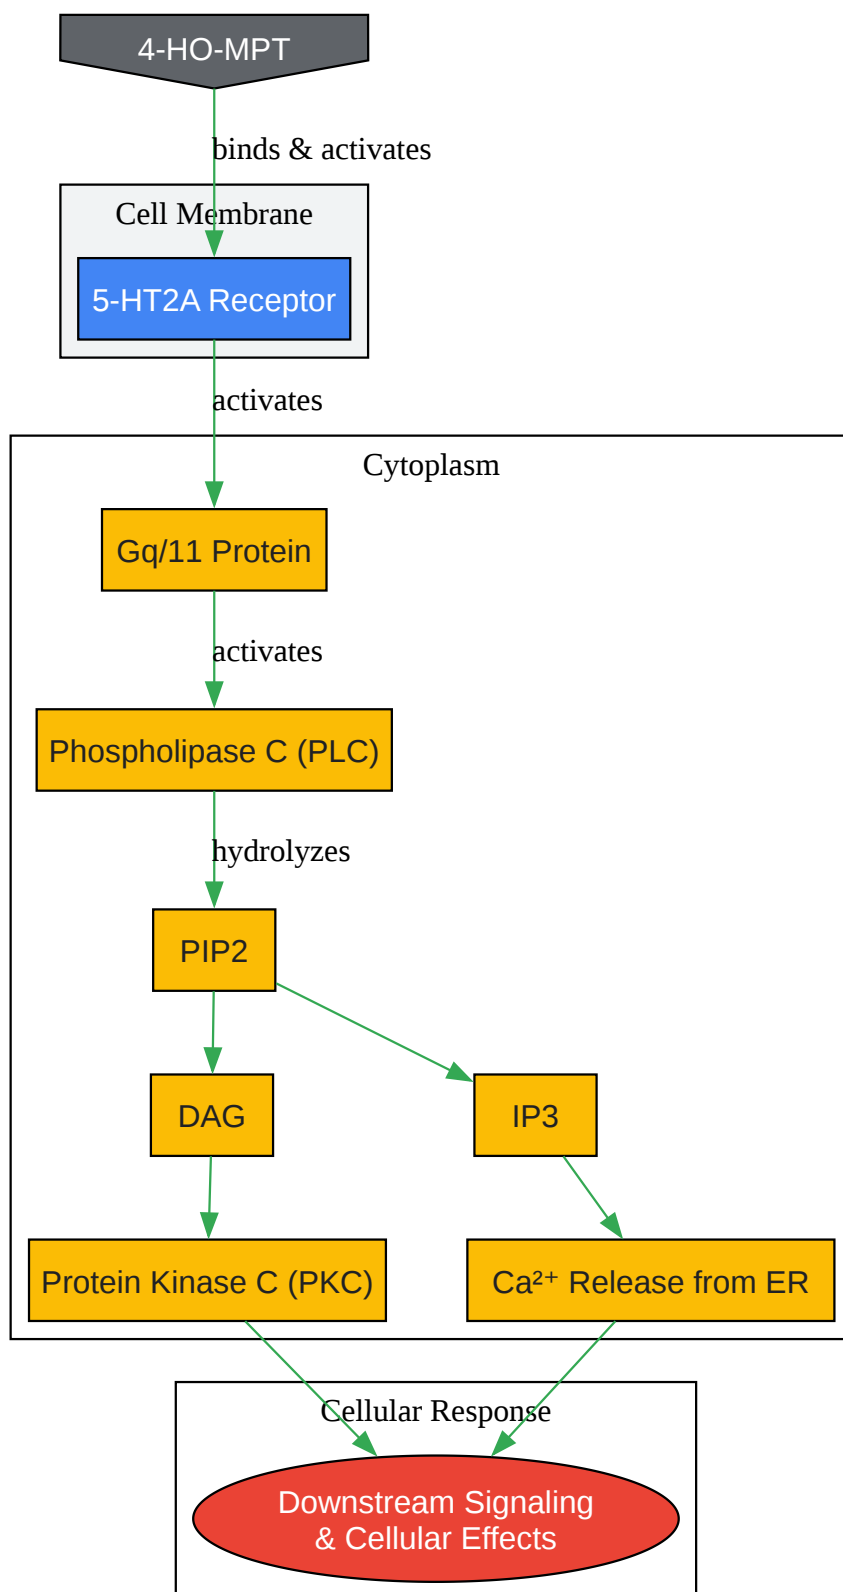 4-HO-MPT
binds & activates
Cell Membrane
5-HT2A Receptor
activates
Cytoplasm
Gq/11 Protein
activates
Phospholipase C (PLC)
hydrolyzes
PIP2
DAG
IP3
Protein Kinase C (PKC)
Ca²⁺ Release from ER
Cellular Response
Downstream Signaling
& Cellular Effects